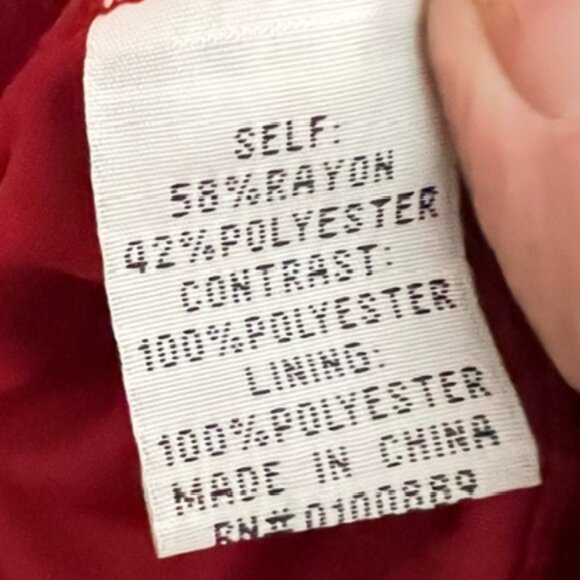 SELF:
58%RAYON
42%POLYESTER
CONTRAST:
100%POLYESTER
LINING:
100%POLYESTER
MADE IN CHINA
RN#0100889